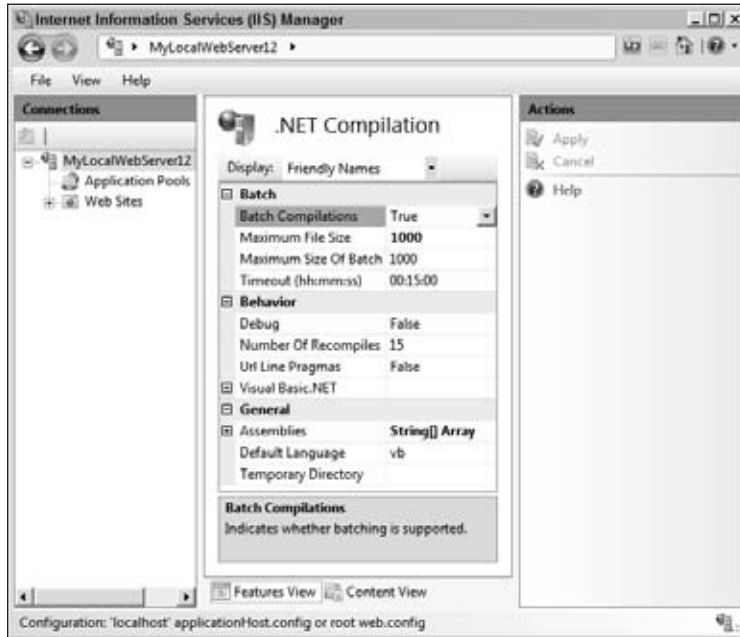 Internet Information Services (IIS) Manager
MyLocalWebServer12
File View Help
Connections
MyLocalWebServer12
Application Pools
Web Sites
.NET Compilation
Display: Friendly Names
Batch
Batch Compilations True
Maximum File Size 1000
Maximum Size Of Batch 1000
Timeout (hh:mm:ss) 00:15:00
Behavior
Debug False
Number Of Recompiles 15
Url Line Pragmas False
Visual Basic.NET
General
Assemblies String[] Array
Default Language vb
Temporary Directory
Batch Compilations
Indicates whether batching is supported.
Features View Content View
Actions
Apply
Cancel
Help
Configuration: 'localhost' applicationHost.config or root web.config